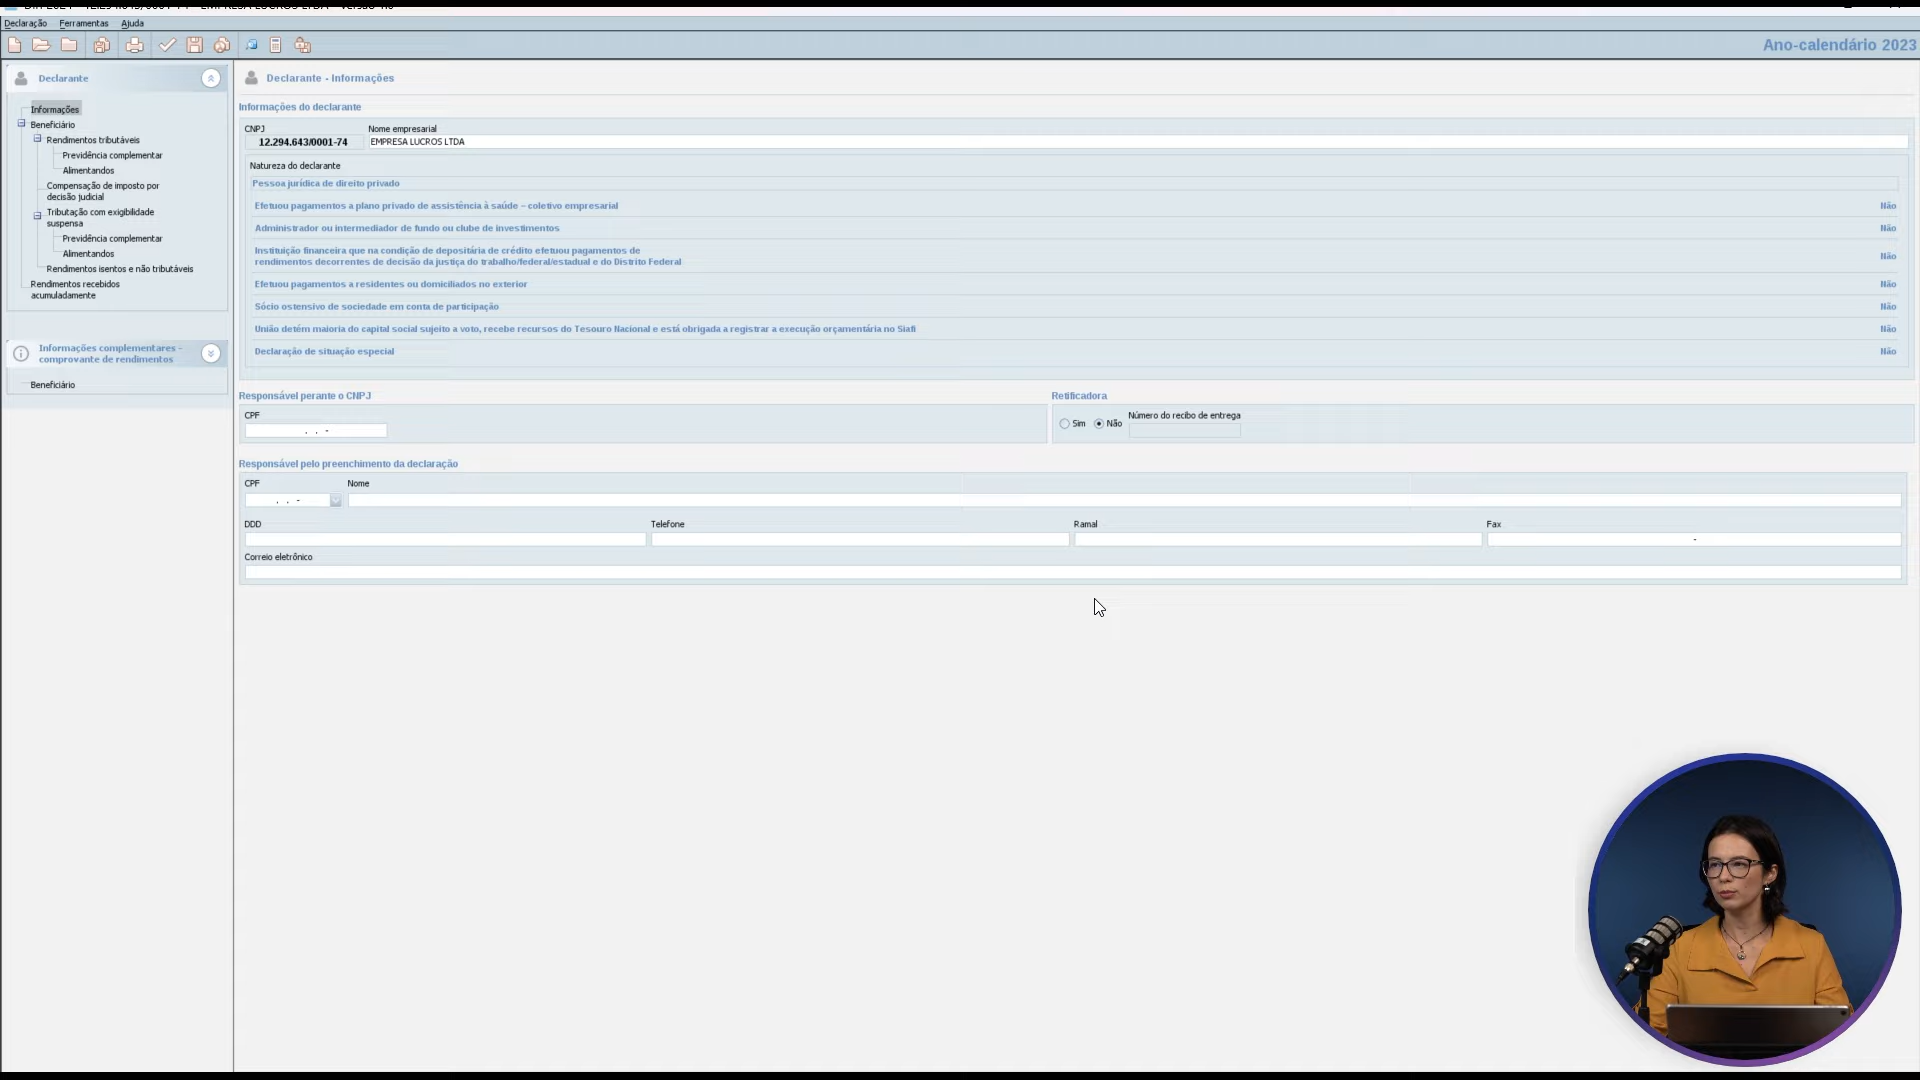 Declaração Ferramentas Ajuda
Ano-calendário 2023
Declarante
Informações
Beneficiário
Rendimentos tributáveis
Previdência complementar
Alimentandos
Compensação de imposto por
decisão judicial
Tributação com exigibilidade
suspensa
Previdência complementar
Alimentandos
Rendimentos isentos e não tributáveis
Rendimentos recebidos
acumuladamente
Informações complementares -
comprovante de rendimentos
Beneficiário
Declarante - Informações
Informações do declarante
CNPJ Nome empresarial
12.294.643/0001-74 EMPRESA LUCROS LTDA
Natureza do declarante
Pessoa jurídica de direito privado
Efetuou pagamentos a plano privado de assistência à saúde – coletivo empresarial Não
Administrador ou intermediador de fundo ou clube de investimentos Não
Instituição financeira que na condição de depositária de crédito efetuou pagamentos de
rendimentos decorrentes de decisão da justiça do trabalho/federal/estadual e do Distrito Federal Não
Efetuou pagamentos a residentes ou domiciliados no exterior Não
Sócio ostensivo de sociedade em conta de participação Não
União detém maioria do capital social sujeito a voto, recebe recursos do Tesouro Nacional e está obrigada a registrar a execução orçamentária no Siafi Não
Declaração de situação especial Não
Responsável perante o CNPJ Retificadora
CPF Número do recibo de entrega
. . - Sim Não
Responsável pelo preenchimento da declaração
CPF Nome
. . -
DDD Telefone Ramal Fax
-
Correio eletrônico